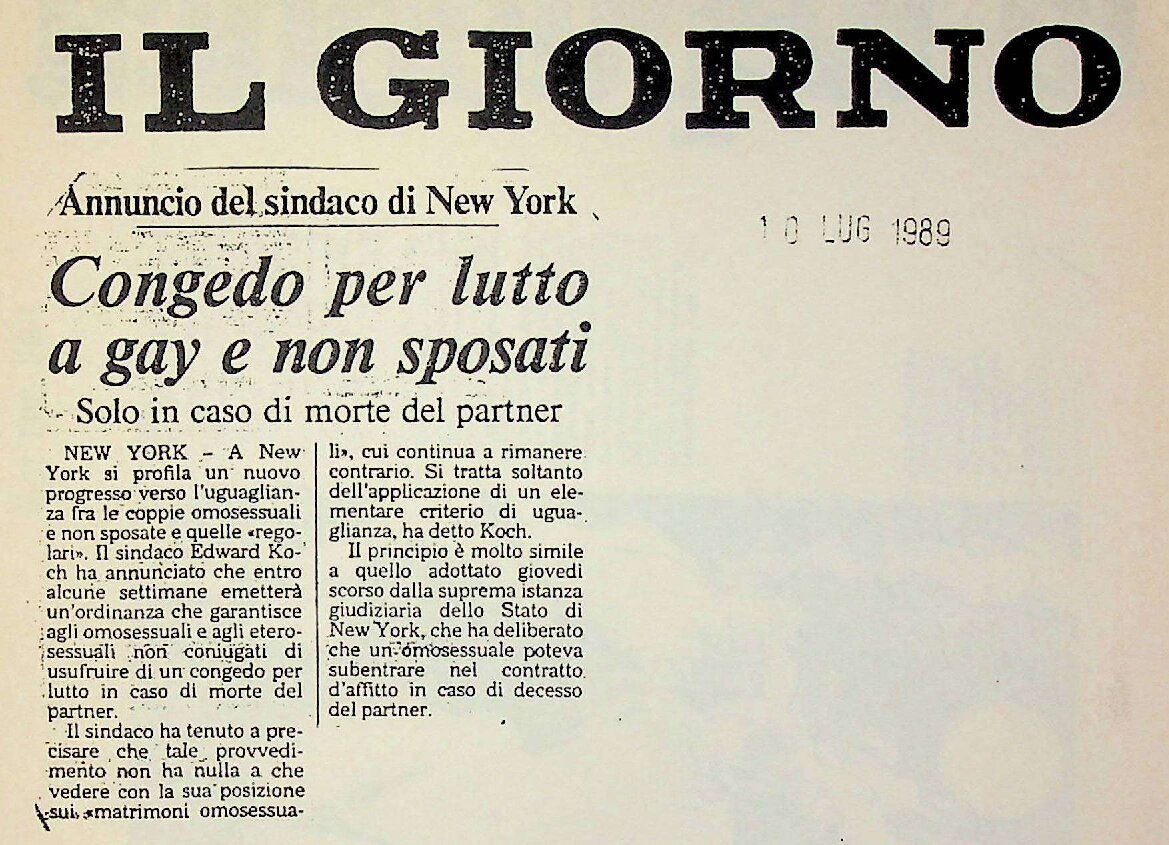 IL GIORNO
Annuncio del sindaco di New York
10 LUG 1989
Congedo per lutto
a gay e non sposati
Solo in caso di morte del partner
NEW YORK – A New
York si profila un nuovo
progresso verso l'uguaglian-
za fra le coppie omosessuali
e non sposate e quelle «rego-
lari». Il sindaco Edward Ko-
ch ha annunciato che entro
alcune settimane emetterà
un'ordinanza che garantisce
agli omosessuali e agli etero-
sessuali non coniugati di
usufruire di un congedo per
lutto in caso di morte del
partner.
Il sindaco ha tenuto a pre-
cisare che tale provvedi-
mento non ha nulla a che
vedere con la sua posizione
sui «matrimoni omosessua-
li», cui continua a rimanere
contrario. Si tratta soltanto
dell'applicazione di un ele-
mentare criterio di ugua-
glianza, ha detto Koch.
Il principio è molto simile
a quello adottato giovedì
scorso dalla suprema istanza
giudiziaria dello Stato di
New York, che ha deliberato
che un omosessuale poteva
subentrare nel contratto
d'affitto in caso di decesso
del partner.